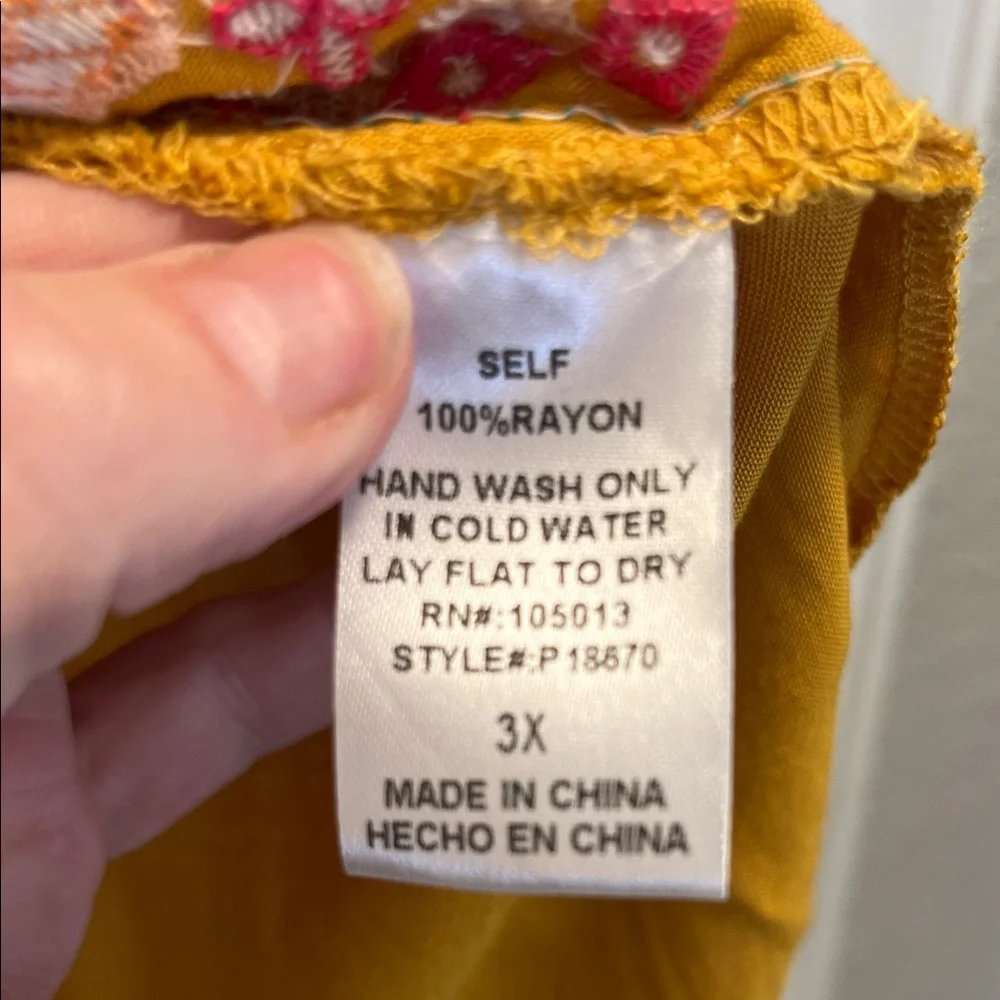 SELF
100%RAYON
HAND WASH ONLY
IN COLD WATER
LAY FLAT TO DRY
RN#:105013
STYLE#:P18670
3X
MADE IN CHINA
HECHO EN CHINA